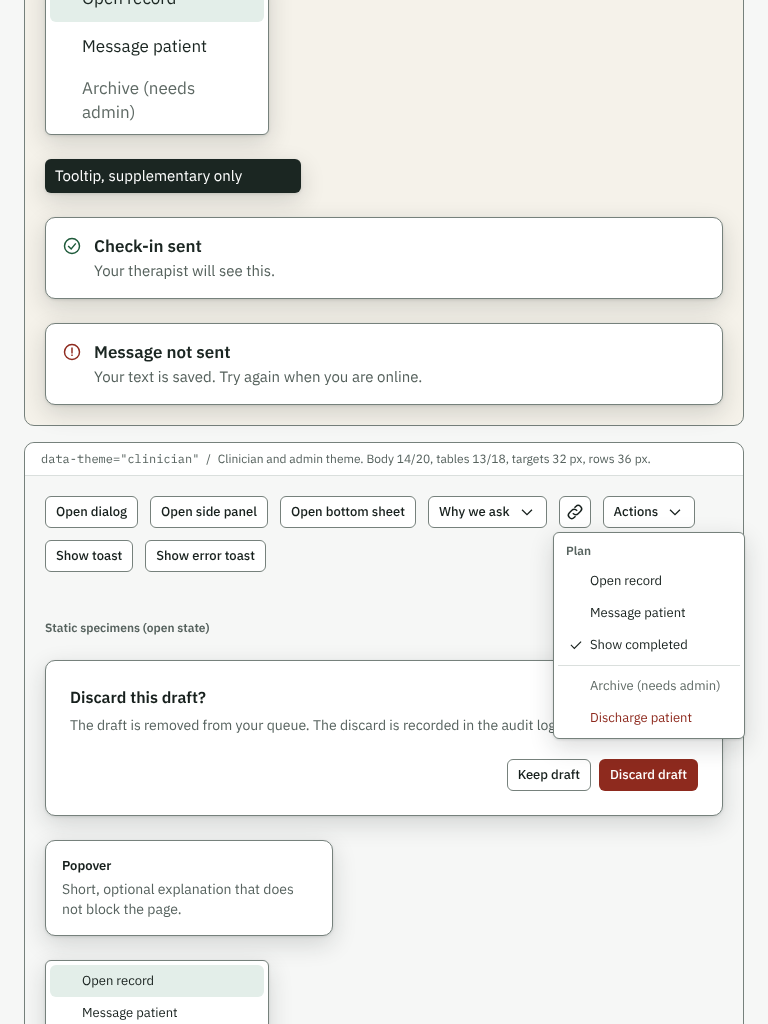 Open record
Message patient
Archive (needs
admin)
Tooltip, supplementary only
Check-in sent
Your therapist will see this.
Message not sent
Your text is saved. Try again when you are online.
data-theme="clinician" / Clinician and admin theme. Body 14/20, tables 13/18, targets 32 px, rows 36 px.
Open dialog
Open side panel
Open bottom sheet
Why we ask
Actions
Show toast
Show error toast
Plan
Open record
Message patient
Show completed
Archive (needs admin)
Discharge patient
Static specimens (open state)
Discard this draft?
The draft is removed from your queue. The discard is recorded in the audit log
Keep draft
Discard draft
Popover
Short, optional explanation that does
not block the page.
Open record
Message patient